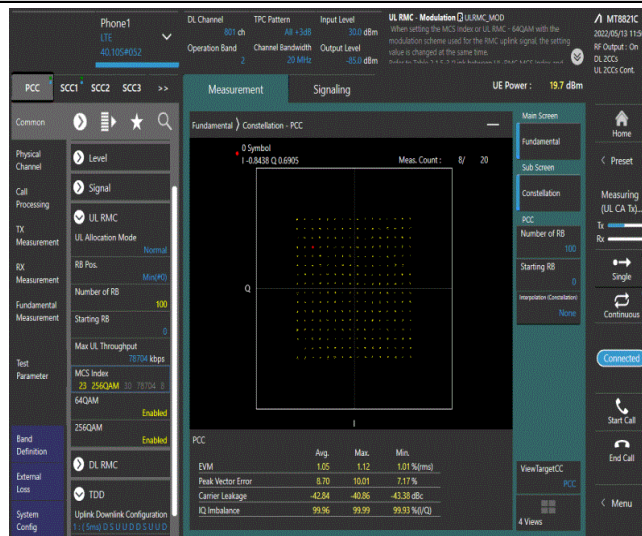 Phone1
LTE
40.105#052
DL Channel
801 ch
TPC Pattern
All +3dB
Input Level
30.0 dBm
Operation Band
2
Channel Bandwidth
20 MHz
Output Level
-85.0 dBm
UL RMC - Modulation ULRMC_MOD
When setting the MCS index or UL RMC - 64QAM with the
modulation scheme used for the RMC uplink signal, the setting
value is changed at the same time.
MT8821C
2022/05/13 11:5
RF Output : On
DL 2CCs
UL 2CCs Cont.
PCC
SCC1
SCC2
SCC3
>>
Measurement
Signaling
UE Power : 19.7 dBm
Common
Physical
Channel
Call
Processing
TX
Measurement
RX
Measurement
Fundamental
Measurement
Test
Parameter
Band
Definition
External
Loss
System
Config
Level
Signal
UL RMC
UL Allocation Mode
Normal
RB Pos.
Min(#0)
Number of RB
100
Starting RB
0
Max UL Throughput
78704 kbps
MCS Index
23 256QAM 30 78704 8
64QAM
Enabled
256QAM
Enabled
DL RMC
TDD
Uplink Downlink Configuration
1 : ( 5ms) D S U U D D S U U D
Fundamental 〉 Constellation - PCC
0 Symbol
I -0.8438 Q 0.6905
Meas. Count : 8/ 20
Q
I
PCC
Avg. Max. Min.
EVM 1.05 1.12 1.01 %(rms)
Peak Vector Error 8.70 10.01 7.17 %
Carrier Leakage -42.84 -40.86 -43.38 dBc
IQ Imbalance 99.96 99.99 99.93 %(I/Q)
Main Screen
Fundamental
Sub Screen
Constellation
PCC
Number of RB
100
Starting RB
0
Interpolation (Constellation)
None
ViewTargetCC
PCC
4 Views
Home
< Preset
Measuring
(UL CA Tx)...
Tx
Rx
Single
Continuous
Connected
Start Call
End Call
< Menu